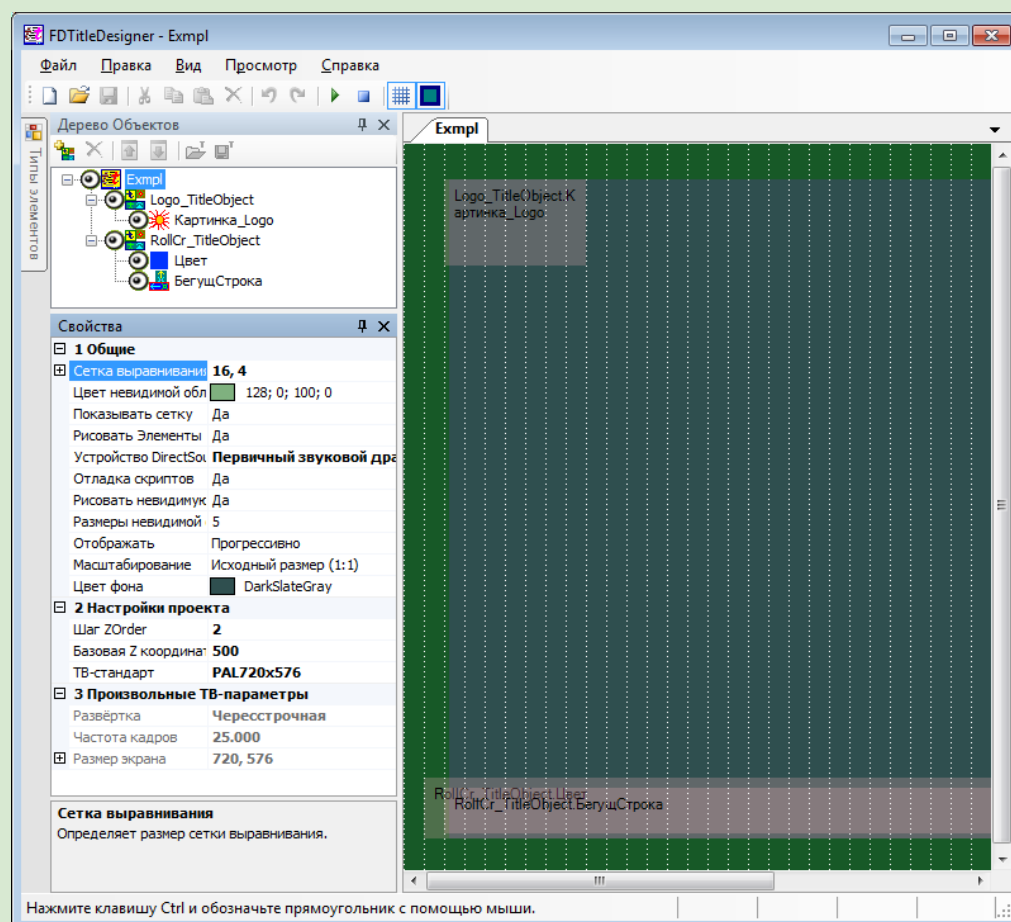 FDTitleDesigner - Exmpl
Файл Правка Вид Просмотр Справка
Типы элементов
Дерево Объектов
Exmpl
Logo_TitleObject
Картинка_Logo
RollCr_TitleObject
Цвет
БегущСтрока
Свойства
1 Общие
Сетка выравнивани 16, 4
Цвет невидимой обл 128; 0; 100; 0
Показывать сетку Да
Рисовать Элементы Да
Устройство DirectSou Первичный звуковой дра
Отладка скриптов Да
Рисовать невидимук Да
Размеры невидимой 5
Отображать Прогрессивно
Масштабирование Исходный размер (1:1)
Цвет фона DarkSlateGray
2 Настройки проекта
Шаг ZOrder 2
Базовая Z координат 500
ТВ-стандарт PAL720x576
3 Произвольные ТВ-параметры
Развёртка Чересстрочная
Частота кадров 25.000
Размер экрана 720, 576
Сетка выравнивания
Определяет размер сетки выравнивания.
Exmpl
Logo_TitleObject.К
артинка_Logo
RollCr_TitleObject.Цвет
RollCr_TitleObject.БегущСтрока
Нажмите клавишу Ctrl и обозначьте прямоугольник с помощью мыши.